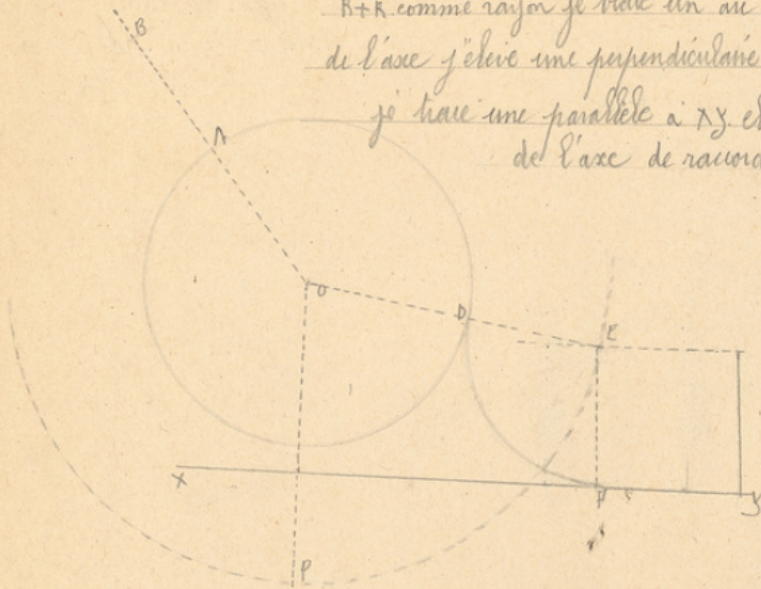 R+R comme rayon je trace un arc
de l'axe j'élève une perpendiculaire
je trace une parallèle à XY. et
de l'axe de raccord
B
A
O
D
E
X
F
y
P